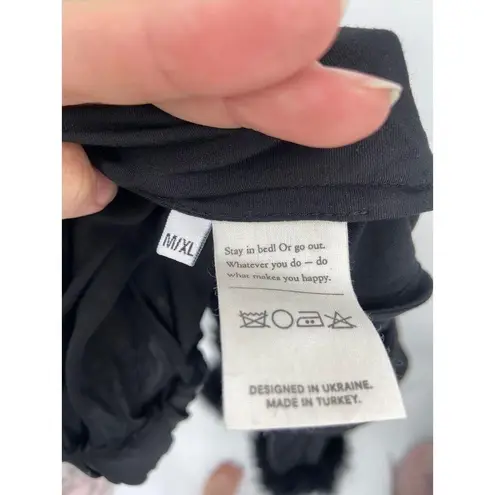 M/XL
Stay in bed! Or go out.
Whatever you do — do
what makes you happy.
DESIGNED IN UKRAINE.
MADE IN TURKEY.